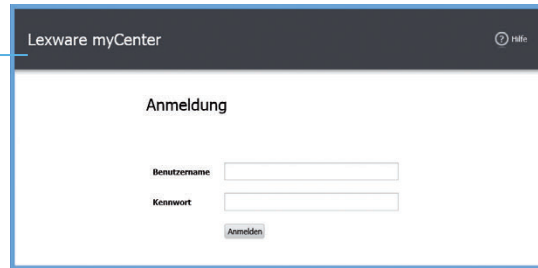 Lexware myCenter
? Hilfe
Anmeldung
Benutzername
Kennwort
Anmelden